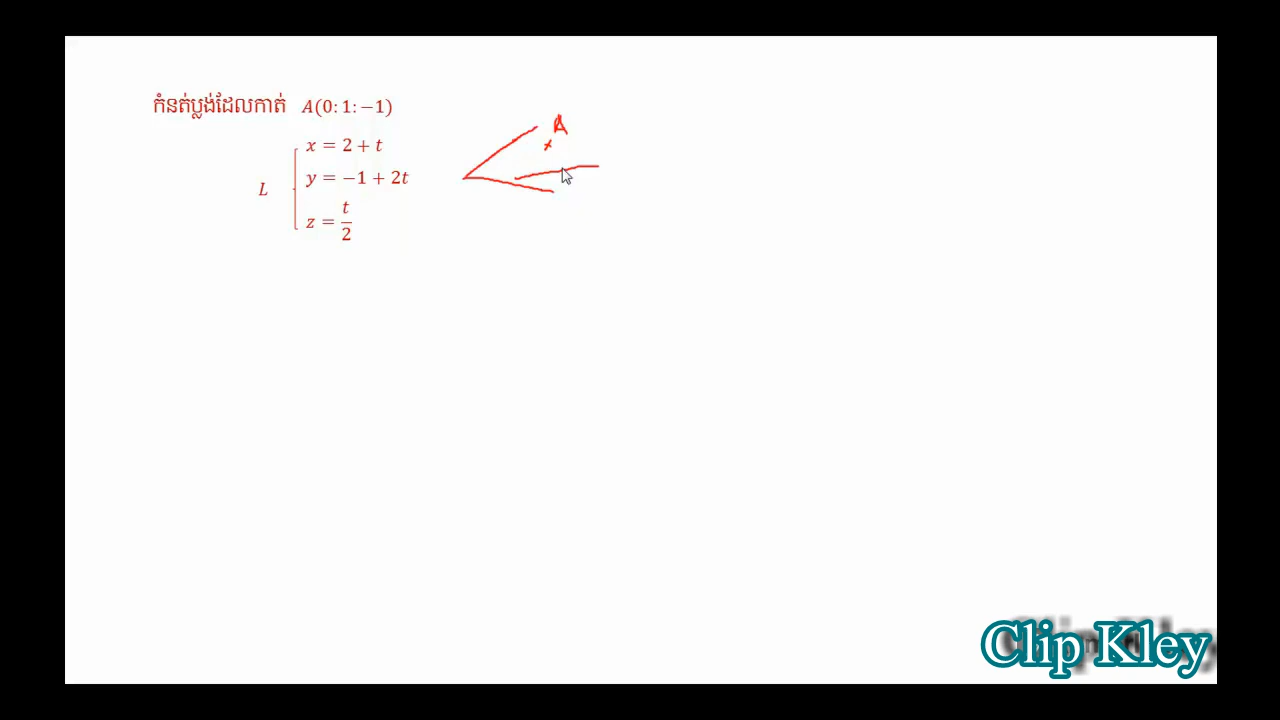 កំនត់ប្លង់ដែលកាត់ A(0: 1: −1)
x = 2 + t
L y = −1 + 2t
z = t/2
A
Clip Kley